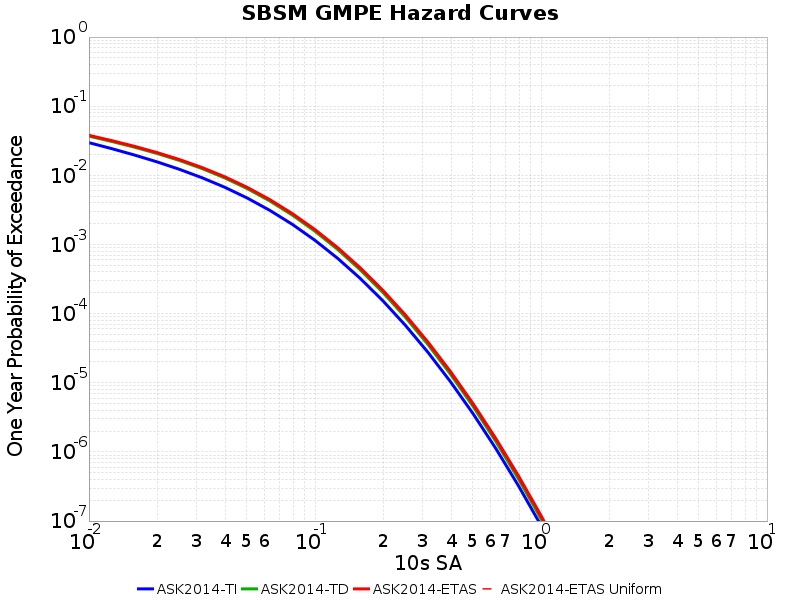 SBSM GMPE Hazard Curves
One Year Probability of Exceedance
10^0
10^-1
10^-2
10^-3
10^-4
10^-5
10^-6
10^-7
10^-2 2 3 4 5 6 10^-1 2 3 4 5 6 7 10^0 2 3 4 5 6 7 10^1
10s SA
ASK2014-TI ASK2014-TD ASK2014-ETAS ASK2014-ETAS Uniform